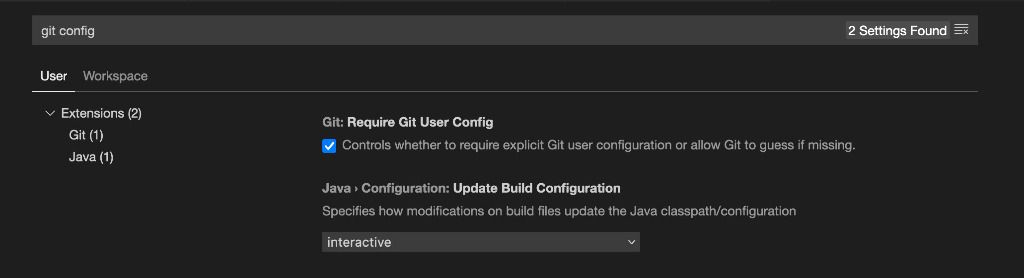 git config
2 Settings Found
User Workspace
Extensions (2)
Git (1)
Java (1)
Git: Require Git User Config
Controls whether to require explicit Git user configuration or allow Git to guess if missing.
Java › Configuration: Update Build Configuration
Specifies how modifications on build files update the Java classpath/configuration
interactive